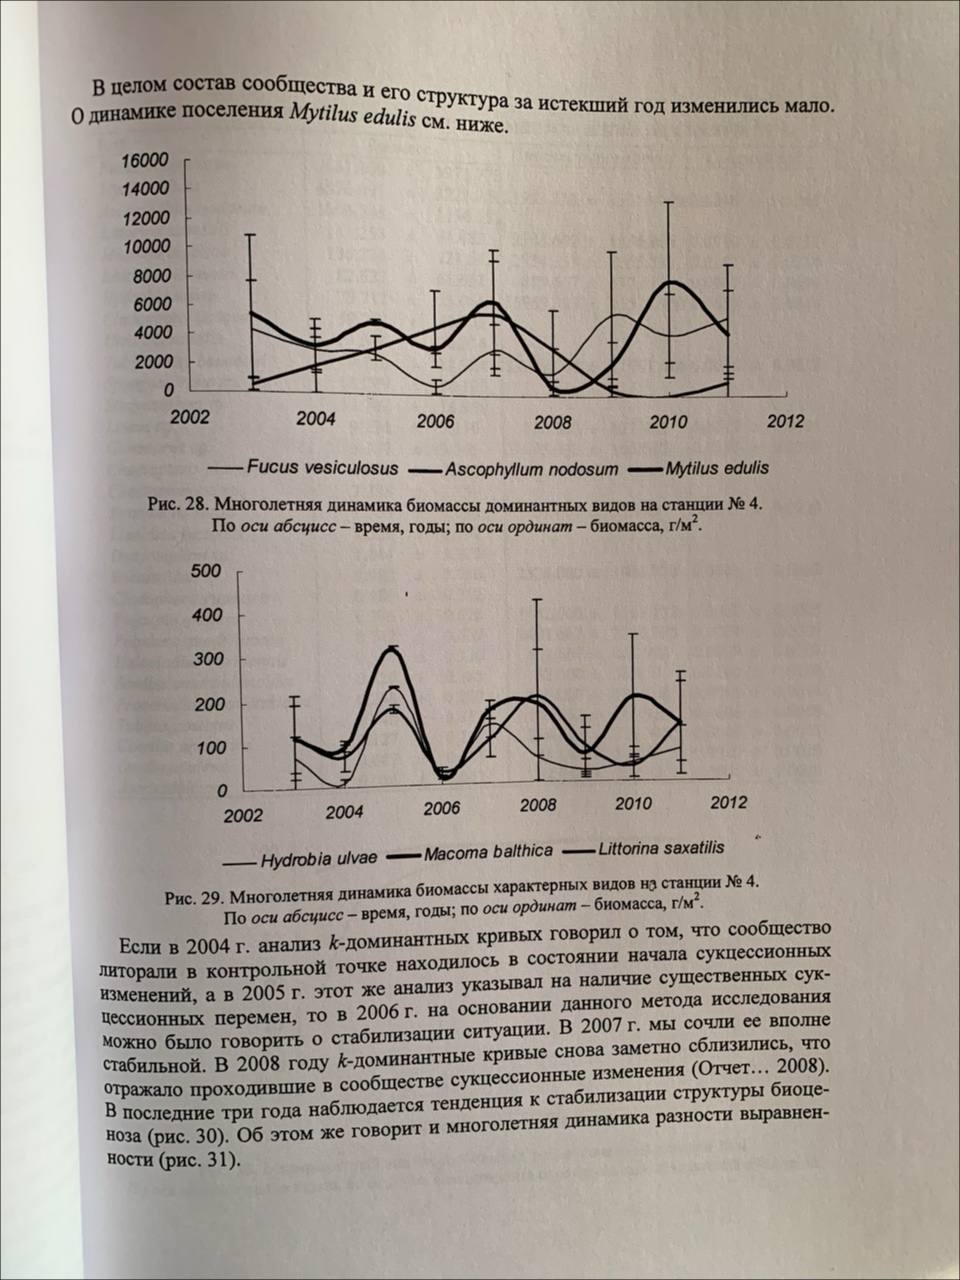 В целом состав сообщества и его структура за истекший год изменились мало.
О динамике поселения Mytilus edulis см. ниже.
16000
14000
12000
10000
8000
6000
4000
2000
0
2002 2004 2006 2008 2010 2012
Fucus vesiculosus Ascophyllum nodosum Mytilus edulis
Рис. 28. Многолетняя динамика биомассы доминантных видов на станции № 4.
По оси абсцисс – время, годы; по оси ординат – биомасса, г/м².
500
400
300
200
100
0
2002 2004 2006 2008 2010 2012
Hydrobia ulvae Macoma balthica Littorina saxatilis
Рис. 29. Многолетняя динамика биомассы характерных видов на станции № 4.
По оси абсцисс – время, годы; по оси ординат – биомасса, г/м².
Если в 2004 г. анализ k-доминантных кривых говорил о том, что сообщество
литорали в контрольной точке находилось в состоянии начала сукцессионных
изменений, а в 2005 г. этот же анализ указывал на наличие существенных сук-
цессионных перемен, то в 2006 г. на основании данного метода исследования
можно было говорить о стабилизации ситуации. В 2007 г. мы сочли ее вполне
стабильной. В 2008 году k-доминантные кривые снова заметно сблизились, что
отражало проходившие в сообществе сукцессионные изменения (Отчет... 2008).
В последние три года наблюдается тенденция к стабилизации структуры биоце-
ноза (рис. 30). Об этом же говорит и многолетняя динамика разности выравнен-
ности (рис. 31).